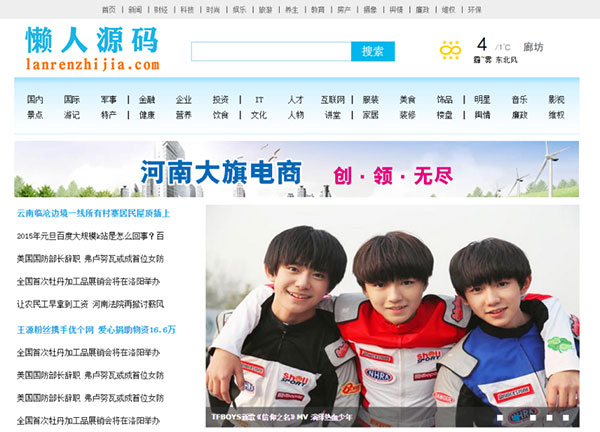 首页 | 新闻 | 财经 | 科技 | 时尚 | 娱乐 | 旅游 | 养生 | 教育 | 房产 | 摄像 | 舆情 | 廉政 | 维权 | 环保
懒人源码
lanrenzhijia.com
搜索
4 /1℃ 廊坊
霾~雾 东北风
国内 国际 军事 | 金融 企业 投资 | IT 人才 互联网 | 服装 美食 饰品 | 明星 音乐 影视
景点 游记 特产 | 健康 营养 饮食 | 文化 人物 讲堂 | 家居 装修 楼盘 | 舆情 廉政 维权
河南大旗电商 创·领·无尽
云南临沧边境一线所有村寨居民屋顶插上
2015年元旦百度大规模k站是怎么回事？百
美国国防部长辞职 弗卢努瓦或成首位女防
全国首次牡丹加工品展销会将在洛阳举办
让农民工早拿到工资 河南法院再掀讨薪风
王源粉丝携手优个网 爱心捐助物资16.6万
全国首次牡丹加工品展销会将在洛阳举办
美国国防部长辞职 弗卢努瓦或成首位女防
美国国防部长辞职 弗卢努瓦或成首位女防
全国首次牡丹加工品展销会将在洛阳举办
SHOU
SPORT
NHRA
SHOU
SPORT
NHRA
BRIDGESTONE
TFBOYS新歌《信仰之名》MV 演绎热血少年